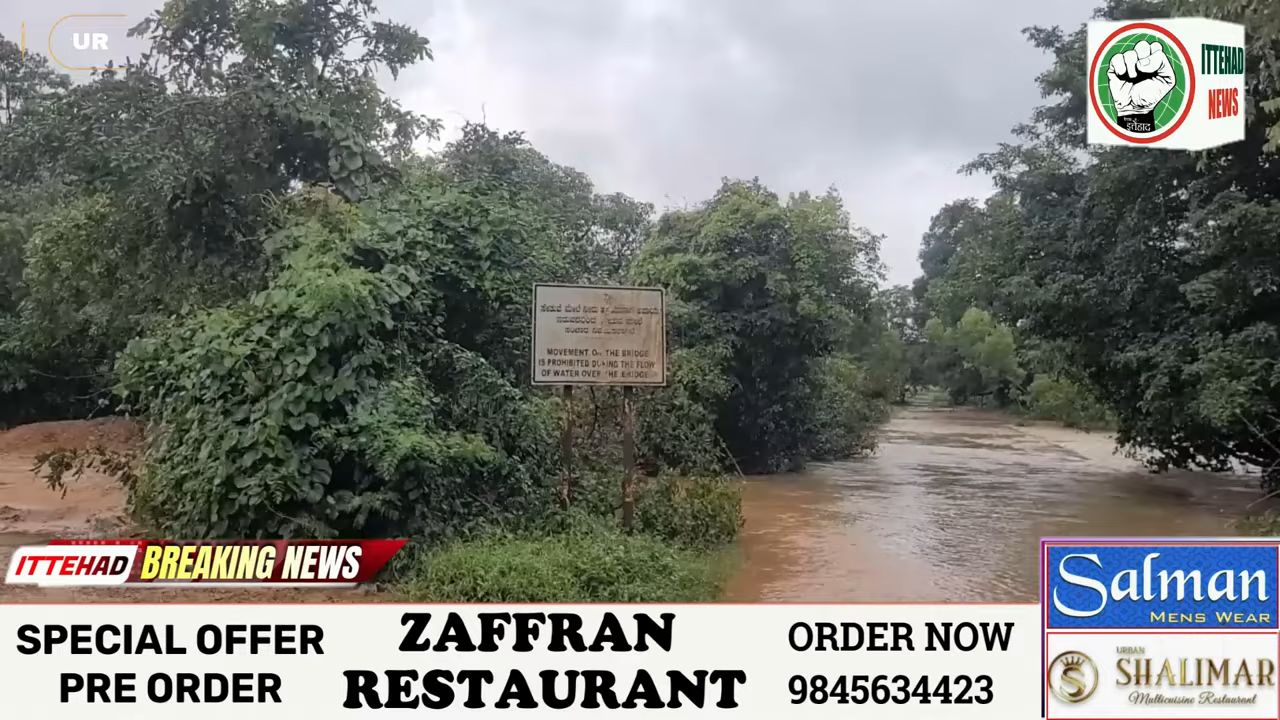 UR
ITTEHAD
NEWS
इत्तेहाद
ಸೇತುವೆ ಮೇಲೆ ನೀರು
MOVEMENT ON THE BRIDGE
IS PROHIBITED DURING THE FLOW
OF WATER OVER THE BRIDGE
ITTEHAD BREAKING NEWS
SPECIAL OFFER
PRE ORDER
ZAFFRAN
RESTAURANT
ORDER NOW
9845634423
Salman
MENS WEAR
URBAN
SHALIMAR
Multicuisine Restaurant